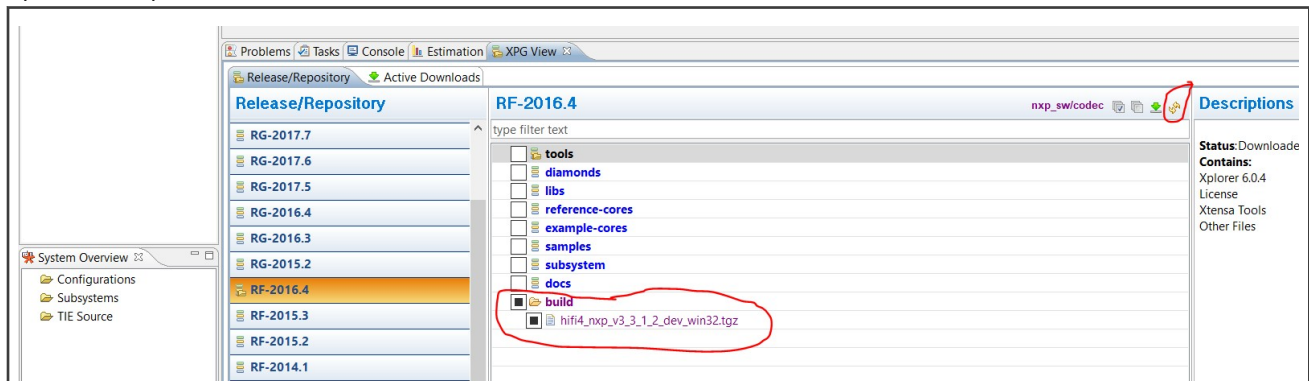 Problems Tasks Console Estimation XPG View
Release/Repository Active Downloads
Release/Repository
RG-2017.7
RG-2017.6
RG-2017.5
RG-2016.4
RG-2016.3
RG-2015.2
RF-2016.4
RF-2015.3
RF-2015.2
RF-2014.1
RF-2016.4
nxp_sw/codec
type filter text
tools
diamonds
libs
reference-cores
example-cores
samples
subsystem
docs
build
hifi4_nxp_v3_3_1_2_dev_win32.tgz
Descriptions
Status:Downloade
Contains:
Xplorer 6.0.4
License
Xtensa Tools
Other Files
System Overview
Configurations
Subsystems
TIE Source